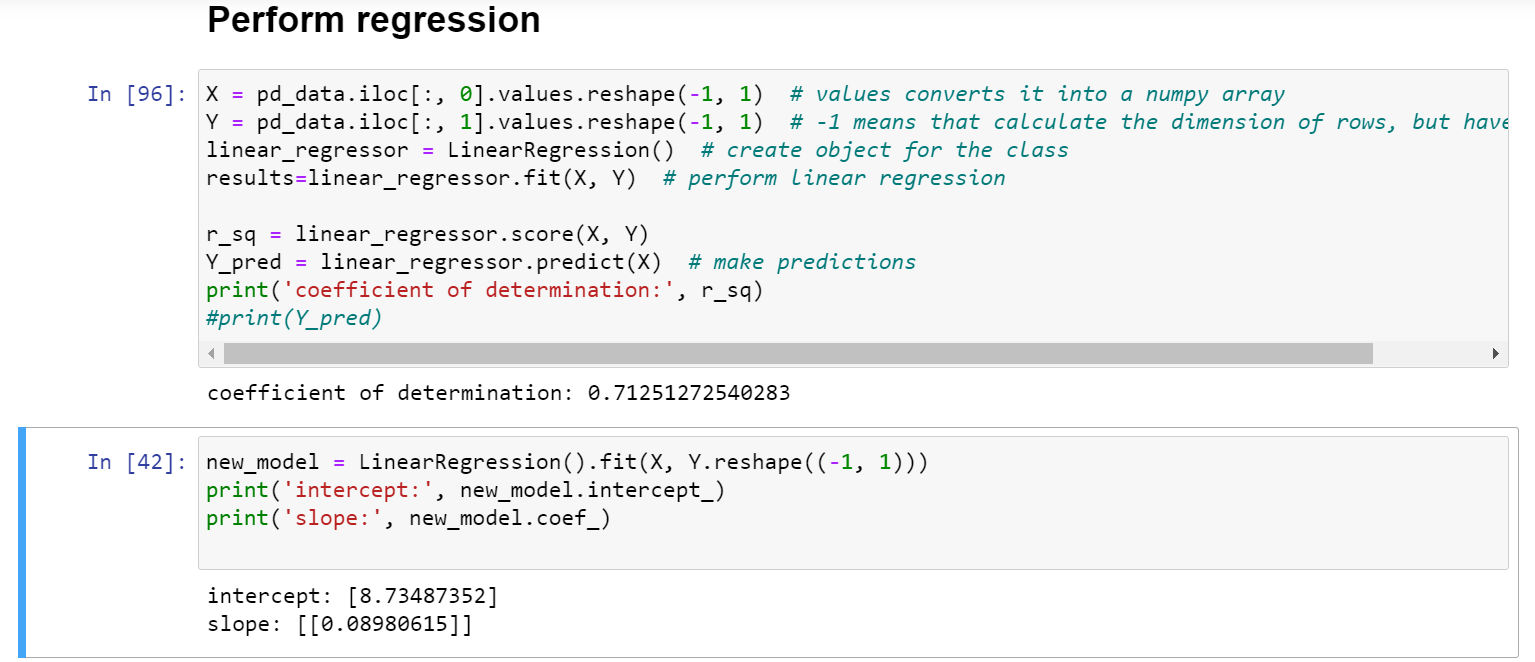 Perform regression
In [96]: X = pd_data.iloc[:, 0].values.reshape(-1, 1)  # values converts it into a numpy array
Y = pd_data.iloc[:, 1].values.reshape(-1, 1)  # -1 means that calculate the dimension of rows, but have
linear_regressor = LinearRegression()  # create object for the class
results=linear_regressor.fit(X, Y)  # perform linear regression
r_sq = linear_regressor.score(X, Y)
Y_pred = linear_regressor.predict(X)  # make predictions
print('coefficient of determination:', r_sq)
#print(Y_pred)
coefficient of determination: 0.71251272540283
In [42]: new_model = LinearRegression().fit(X, Y.reshape((-1, 1)))
print('intercept:', new_model.intercept_)
print('slope:', new_model.coef_)
intercept: [8.73487352]
slope: [[0.08980615]]